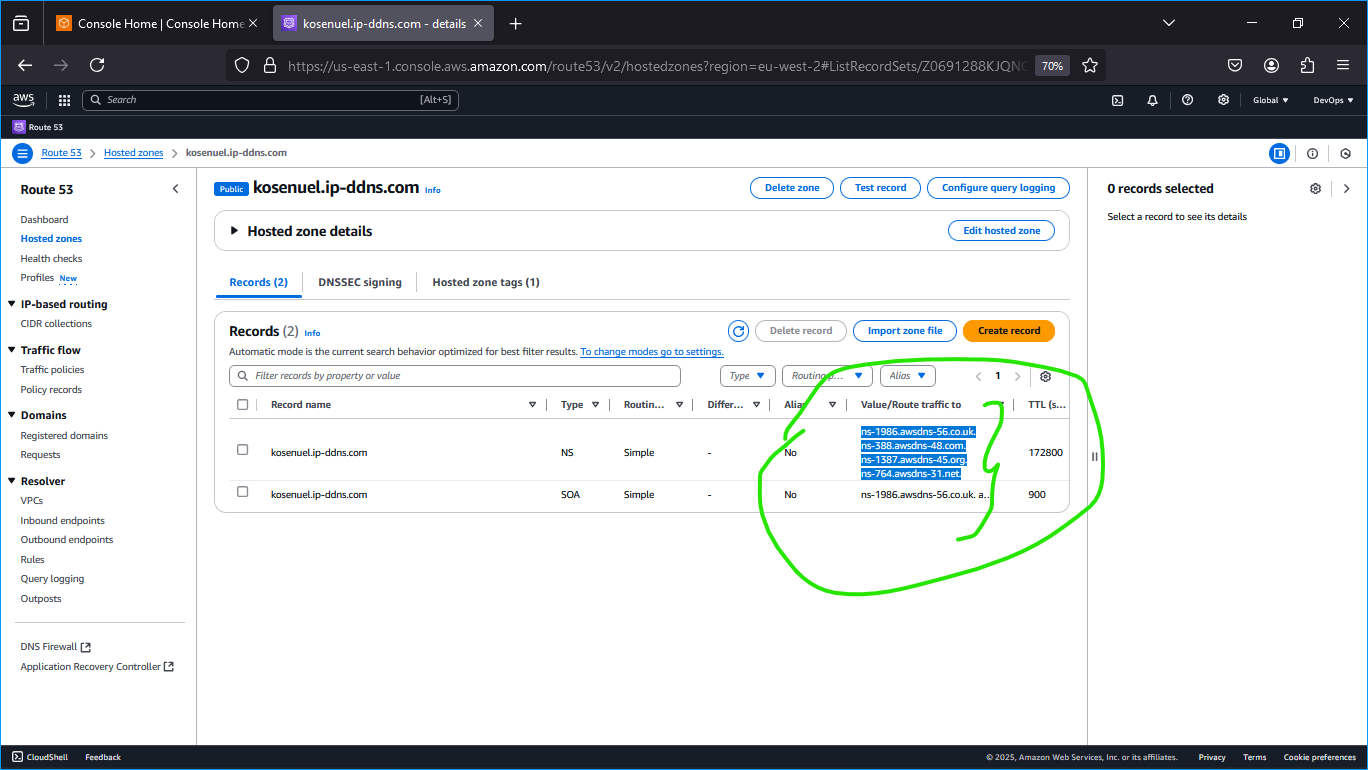 Console Home | Console Home
kosenuel.ip-ddns.com - details
https://us-east-1.console.aws.amazon.com/route53/v2/hostedzones?region=eu-west-2#ListRecordSets/Z0691288KJQN
70%
aws
Search
[Alt+S]
Global
DevOps
Route 53
Route 53
Hosted zones
kosenuel.ip-ddns.com
Route 53
Dashboard
Hosted zones
Health checks
Profiles New
IP-based routing
CIDR collections
Traffic flow
Traffic policies
Policy records
Domains
Registered domains
Requests
Resolver
VPCs
Inbound endpoints
Outbound endpoints
Rules
Query logging
Outposts
DNS Firewall
Application Recovery Controller
Public kosenuel.ip-ddns.com Info
Delete zone
Test record
Configure query logging
Hosted zone details
Edit hosted zone
Records (2)
DNSSEC signing
Hosted zone tags (1)
Records (2) Info
Delete record
Import zone file
Create record
Automatic mode is the current search behavior optimized for best filter results. To change modes go to settings.
Filter records by property or value
Type
Routing p...
Alias
1
Record name
Type
Routin...
Differ...
Alias
Value/Route traffic to
TTL (s...
kosenuel.ip-ddns.com
NS
Simple
-
No
ns-1986.awsdns-56.co.uk.
ns-388.awsdns-48.com.
ns-1387.awsdns-45.org.
ns-764.awsdns-31.net.
172800
kosenuel.ip-ddns.com
SOA
Simple
-
No
ns-1986.awsdns-56.co.uk. a...
900
0 records selected
Select a record to see its details
CloudShell
Feedback
© 2025, Amazon Web Services, Inc. or its affiliates.
Privacy
Terms
Cookie preferences